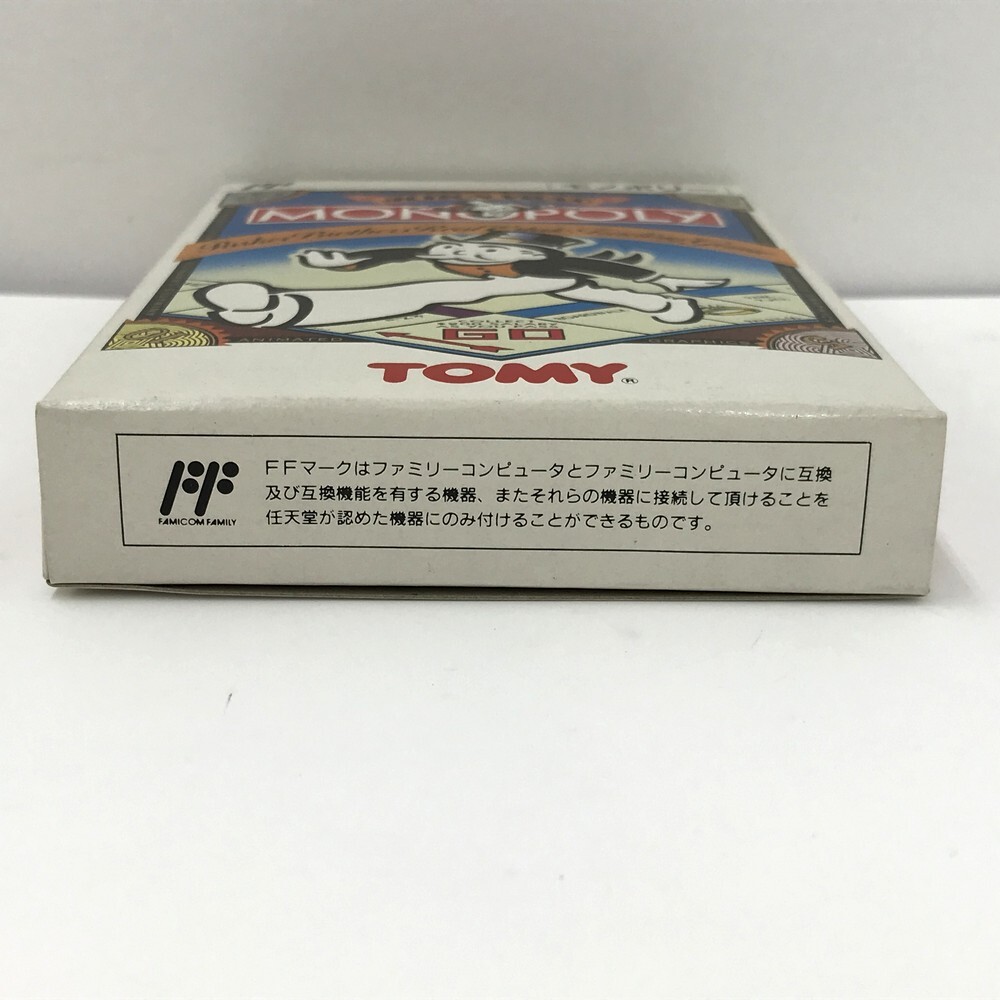 モノポリー
MONOPOLY
GO
ANIMATED
GRAPHICS
TOMY®
FFマークはファミリーコンピュータとファミリーコンピュータに互換
及び互換機能を有する機器、またそれらの機器に接続して頂けることを
任天堂が認めた機器にのみ付けることができるものです。
FAMICOM FAMILY